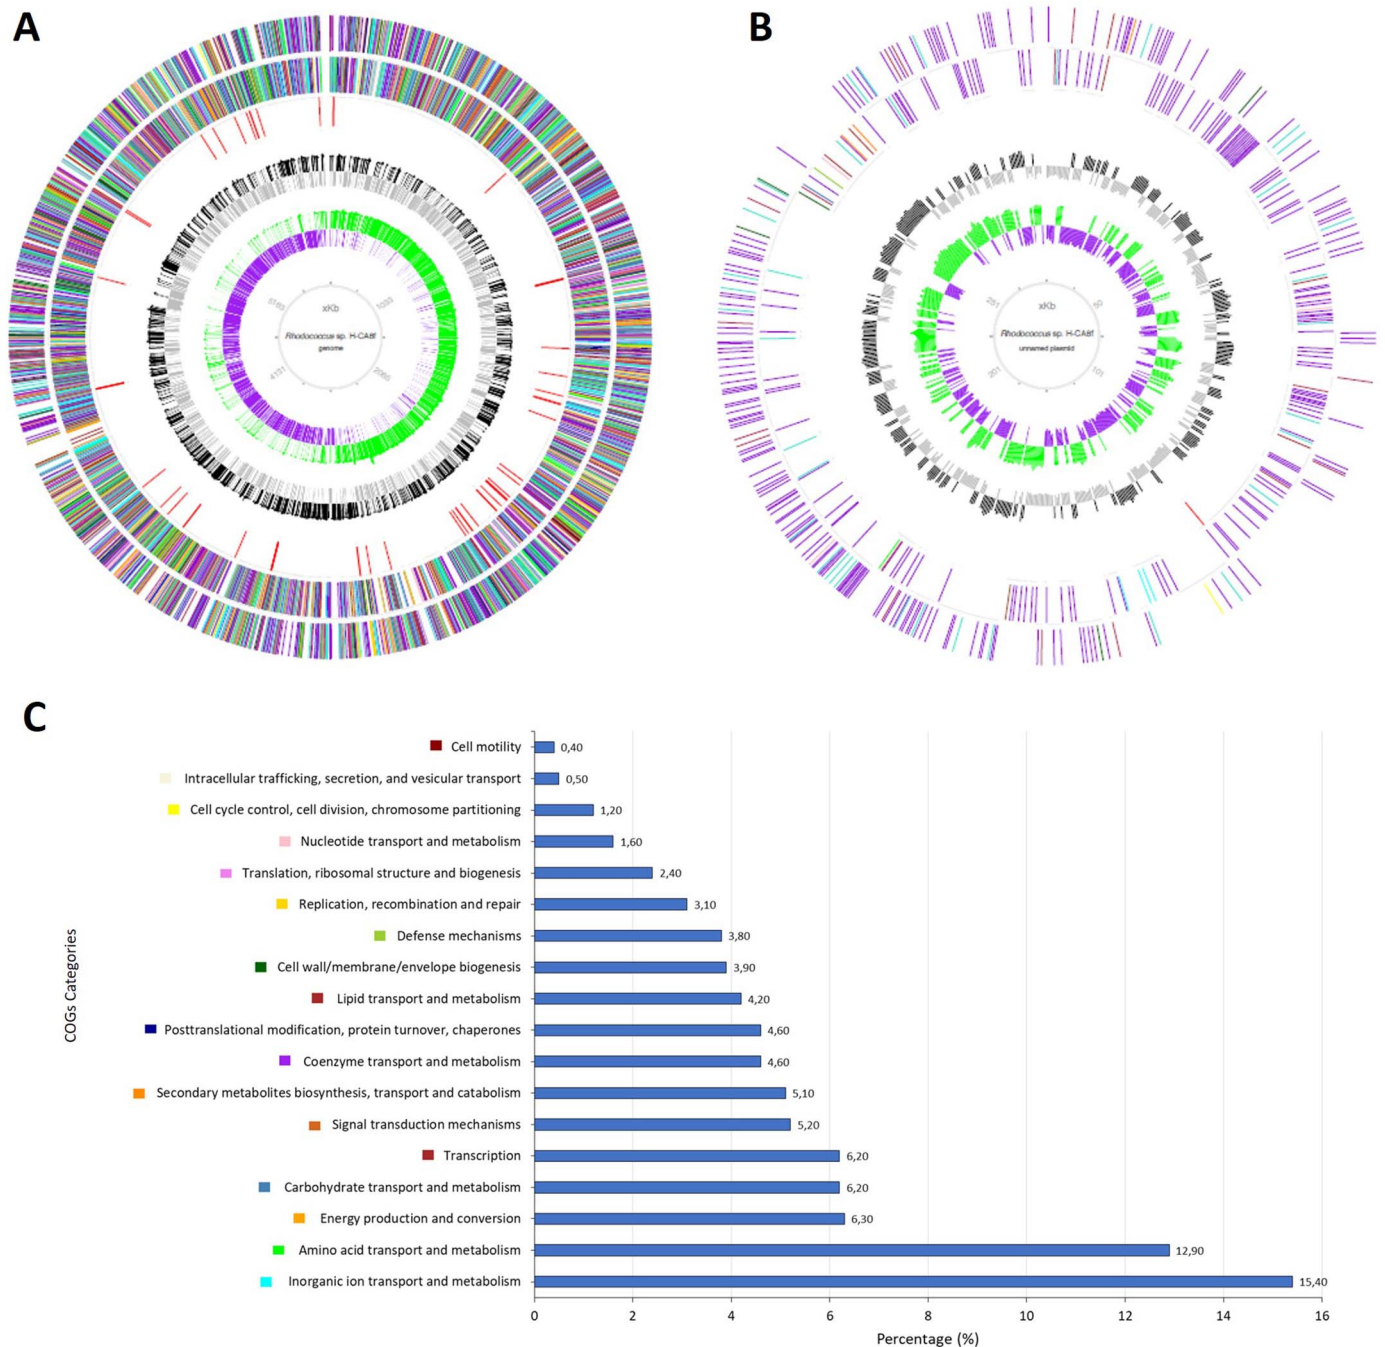 A
B
xKb
Rhodococcus sp. H-CA8f
genome
xKb
Rhodococcus sp. H-CA8f
unnamed plasmid
50
101
201
251
C
COGs Categories
Cell motility 0,40
Intracellular trafficking, secretion, and vesicular transport 0,50
Cell cycle control, cell division, chromosome partitioning 1,20
Nucleotide transport and metabolism 1,60
Translation, ribosomal structure and biogenesis 2,40
Replication, recombination and repair 3,10
Defense mechanisms 3,80
Cell wall/membrane/envelope biogenesis 3,90
Lipid transport and metabolism 4,20
Posttranslational modification, protein turnover, chaperones 4,60
Coenzyme transport and metabolism 4,60
Secondary metabolites biosynthesis, transport and catabolism 5,10
Signal transduction mechanisms 5,20
Transcription 6,20
Carbohydrate transport and metabolism 6,20
Energy production and conversion 6,30
Amino acid transport and metabolism 12,90
Inorganic ion transport and metabolism 15,40
0 2 4 6 8 10 12 14 16
Percentage (%)